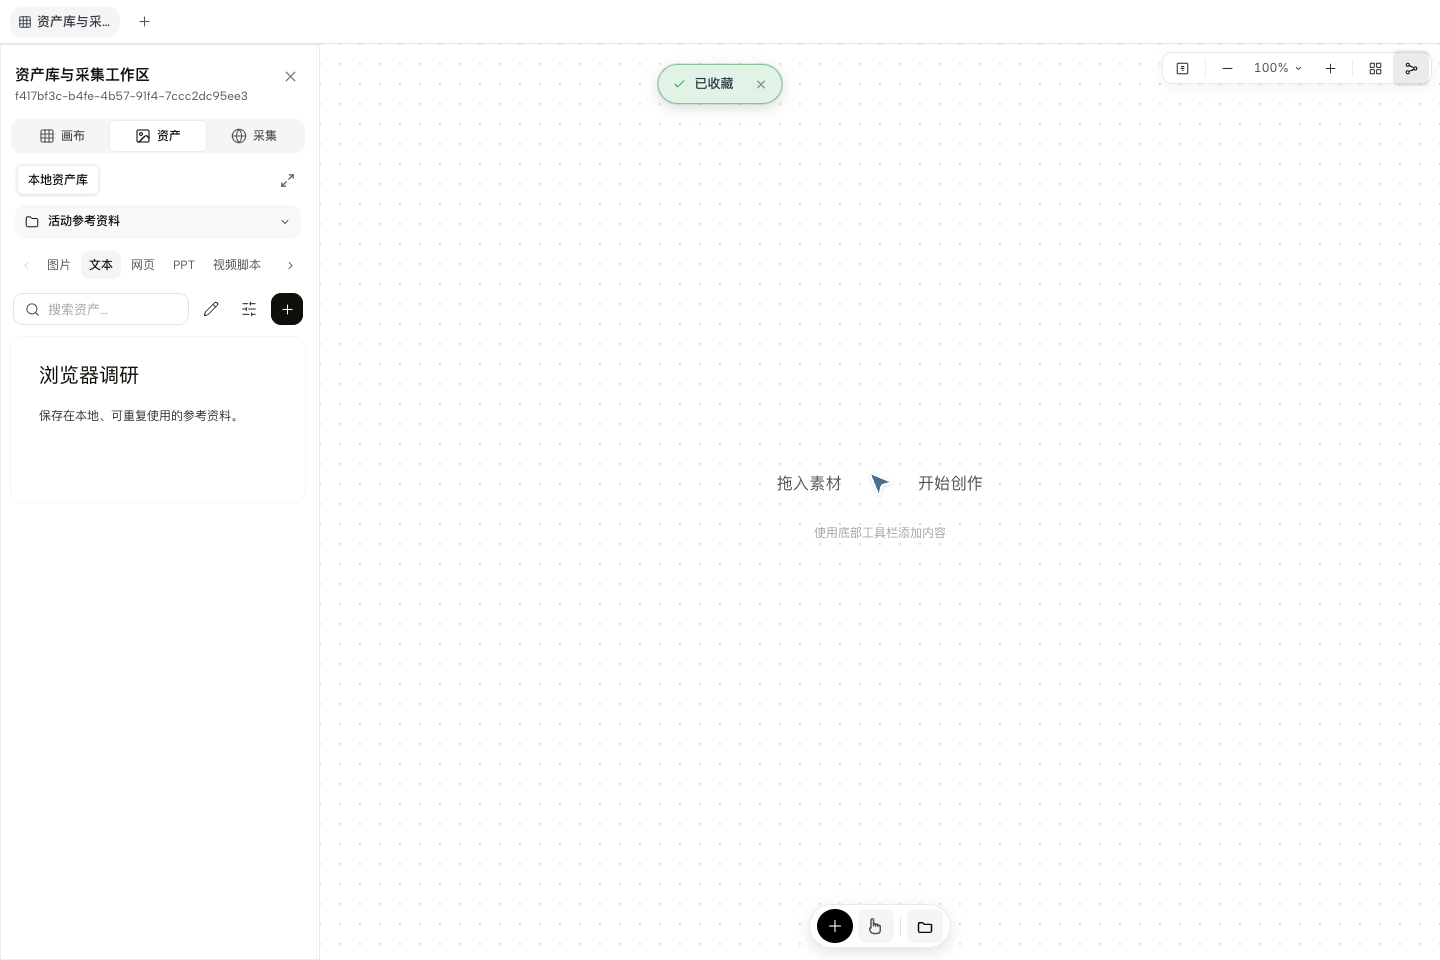 资产库与采...
资产库与采集工作区
f417bf3c-b4fe-4b57-91f4-7ccc2dc95ee3
画布
资产
采集
本地资产库
活动参考资料
图片
文本
网页
PPT
视频脚本
搜索资产...
浏览器调研
保存在本地、可重复使用的参考资料。
已收藏
100%
拖入素材
开始创作
使用底部工具栏添加内容